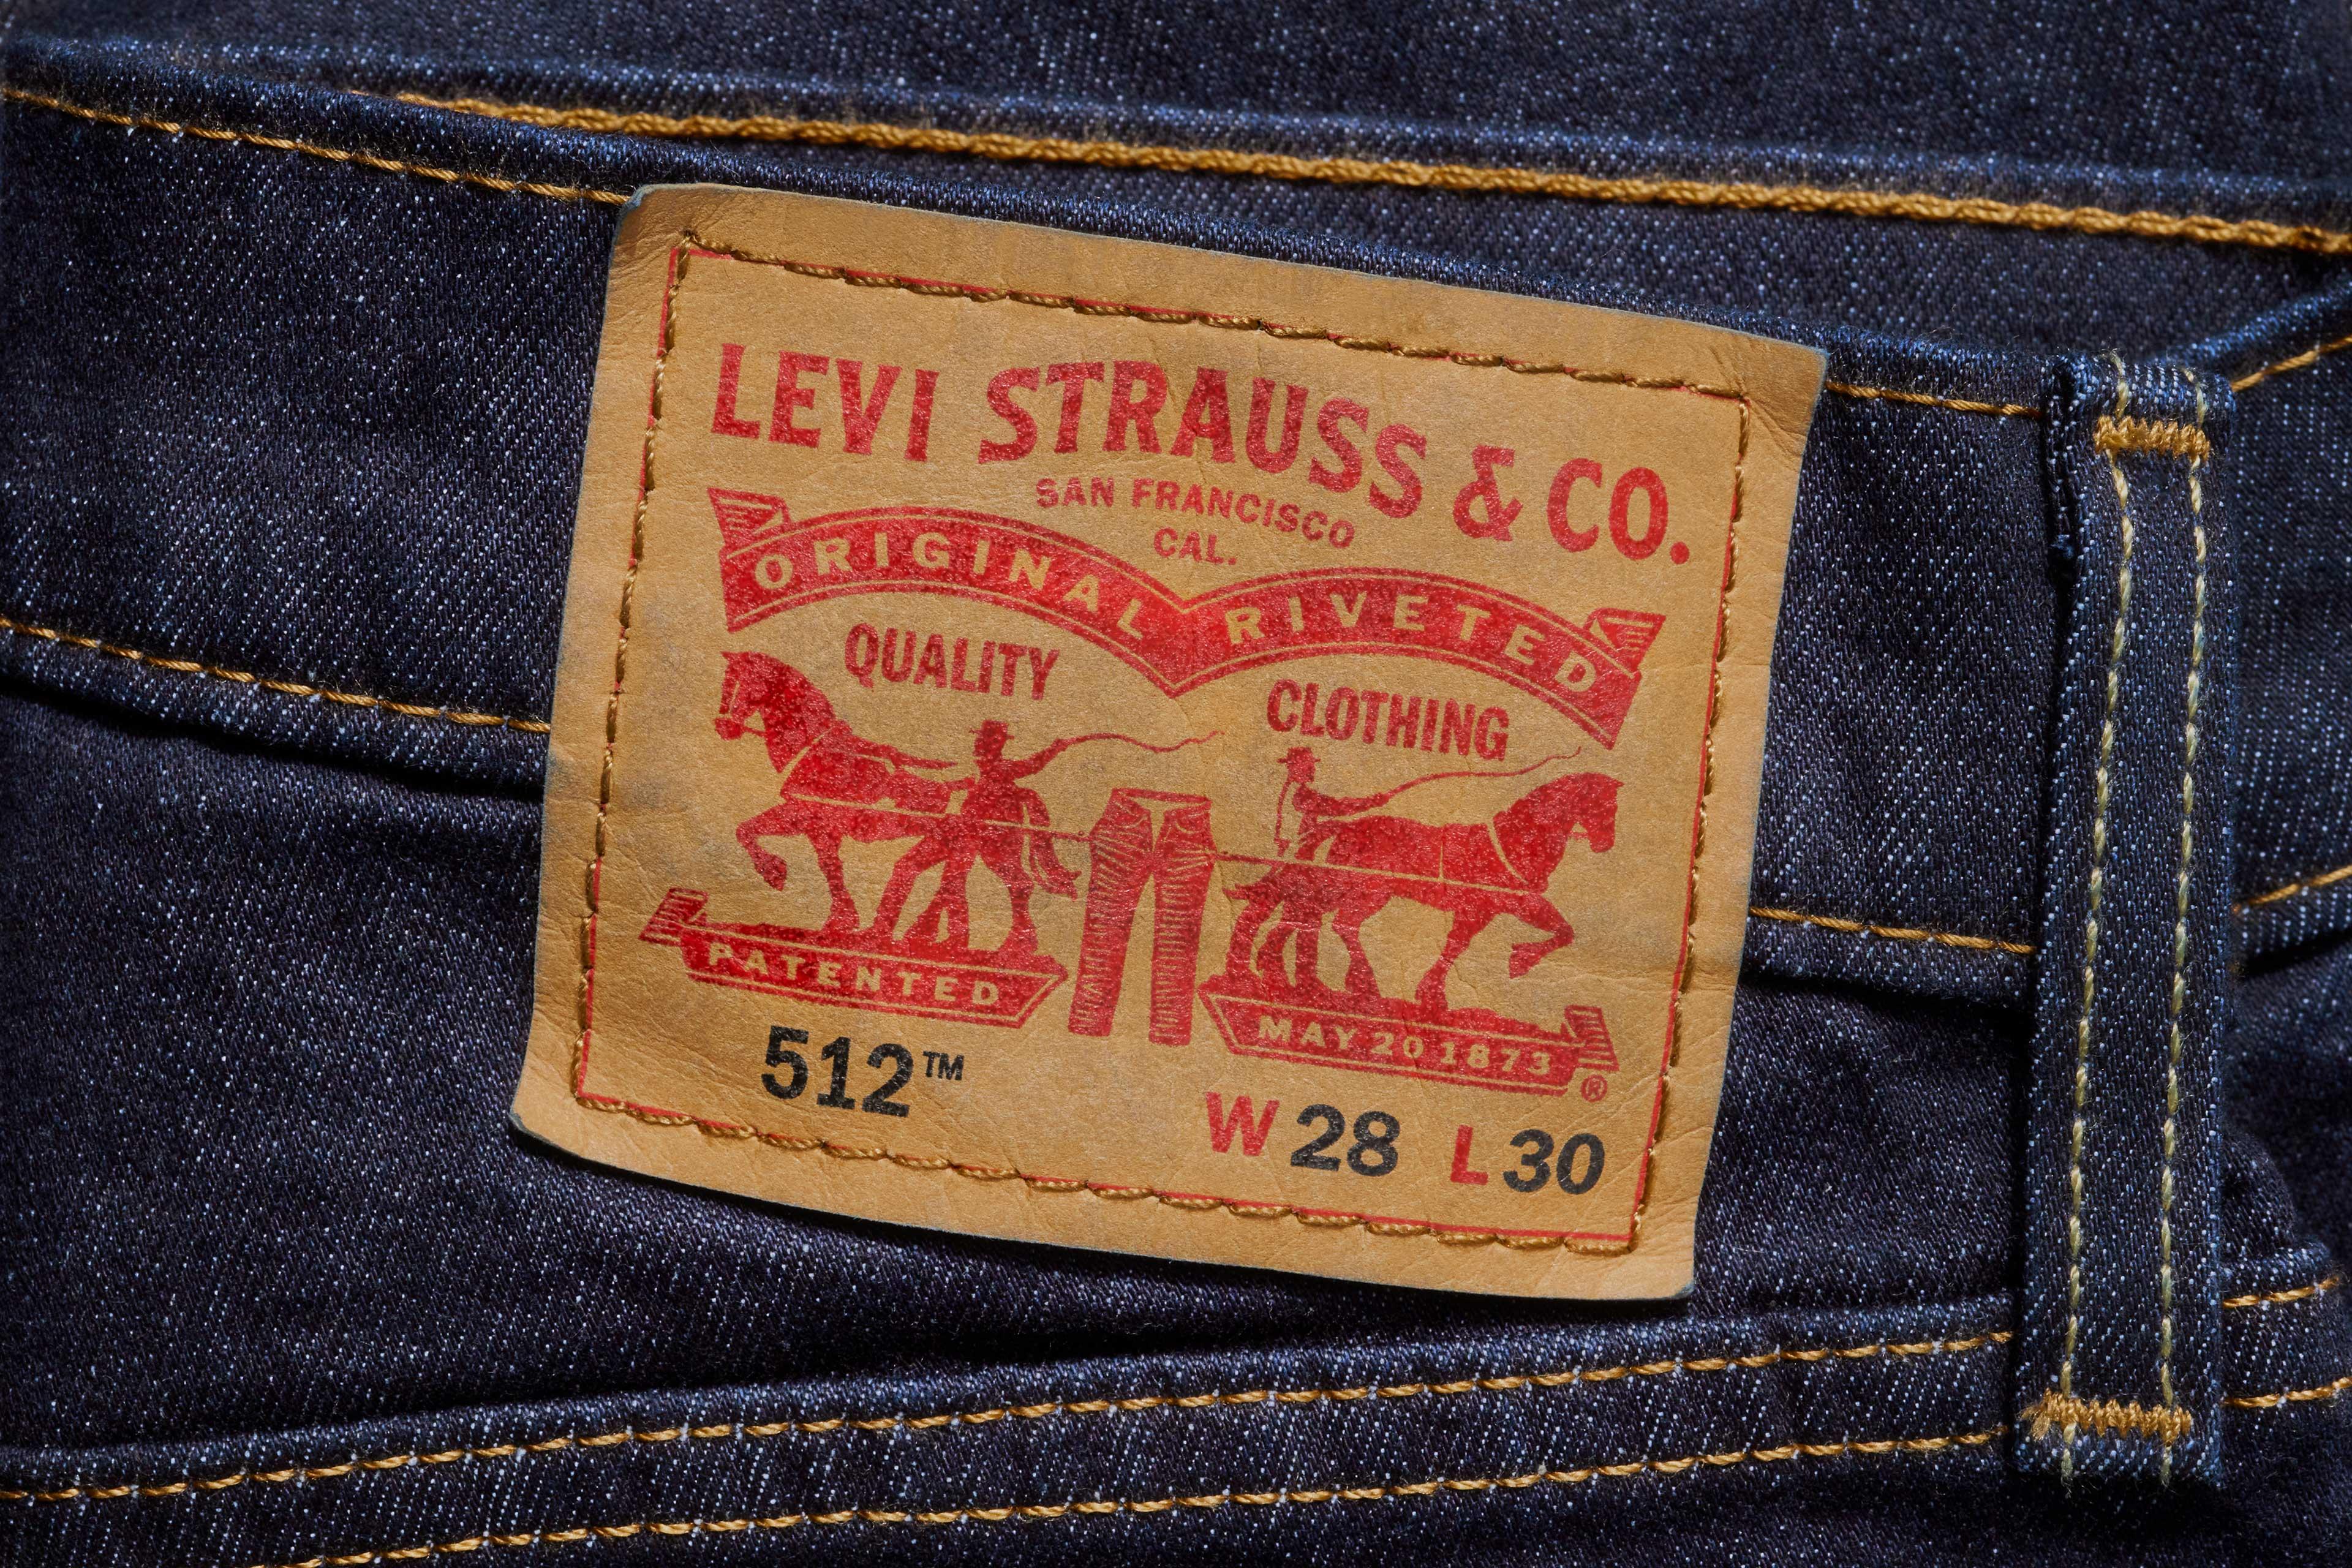 LEVI STRAUSS & CO.
SAN FRANCISCO
CAL.
ORIGINAL RIVETED
QUALITY CLOTHING
PATENTED MAY 20 1873 ®
512™
W 28 L 30